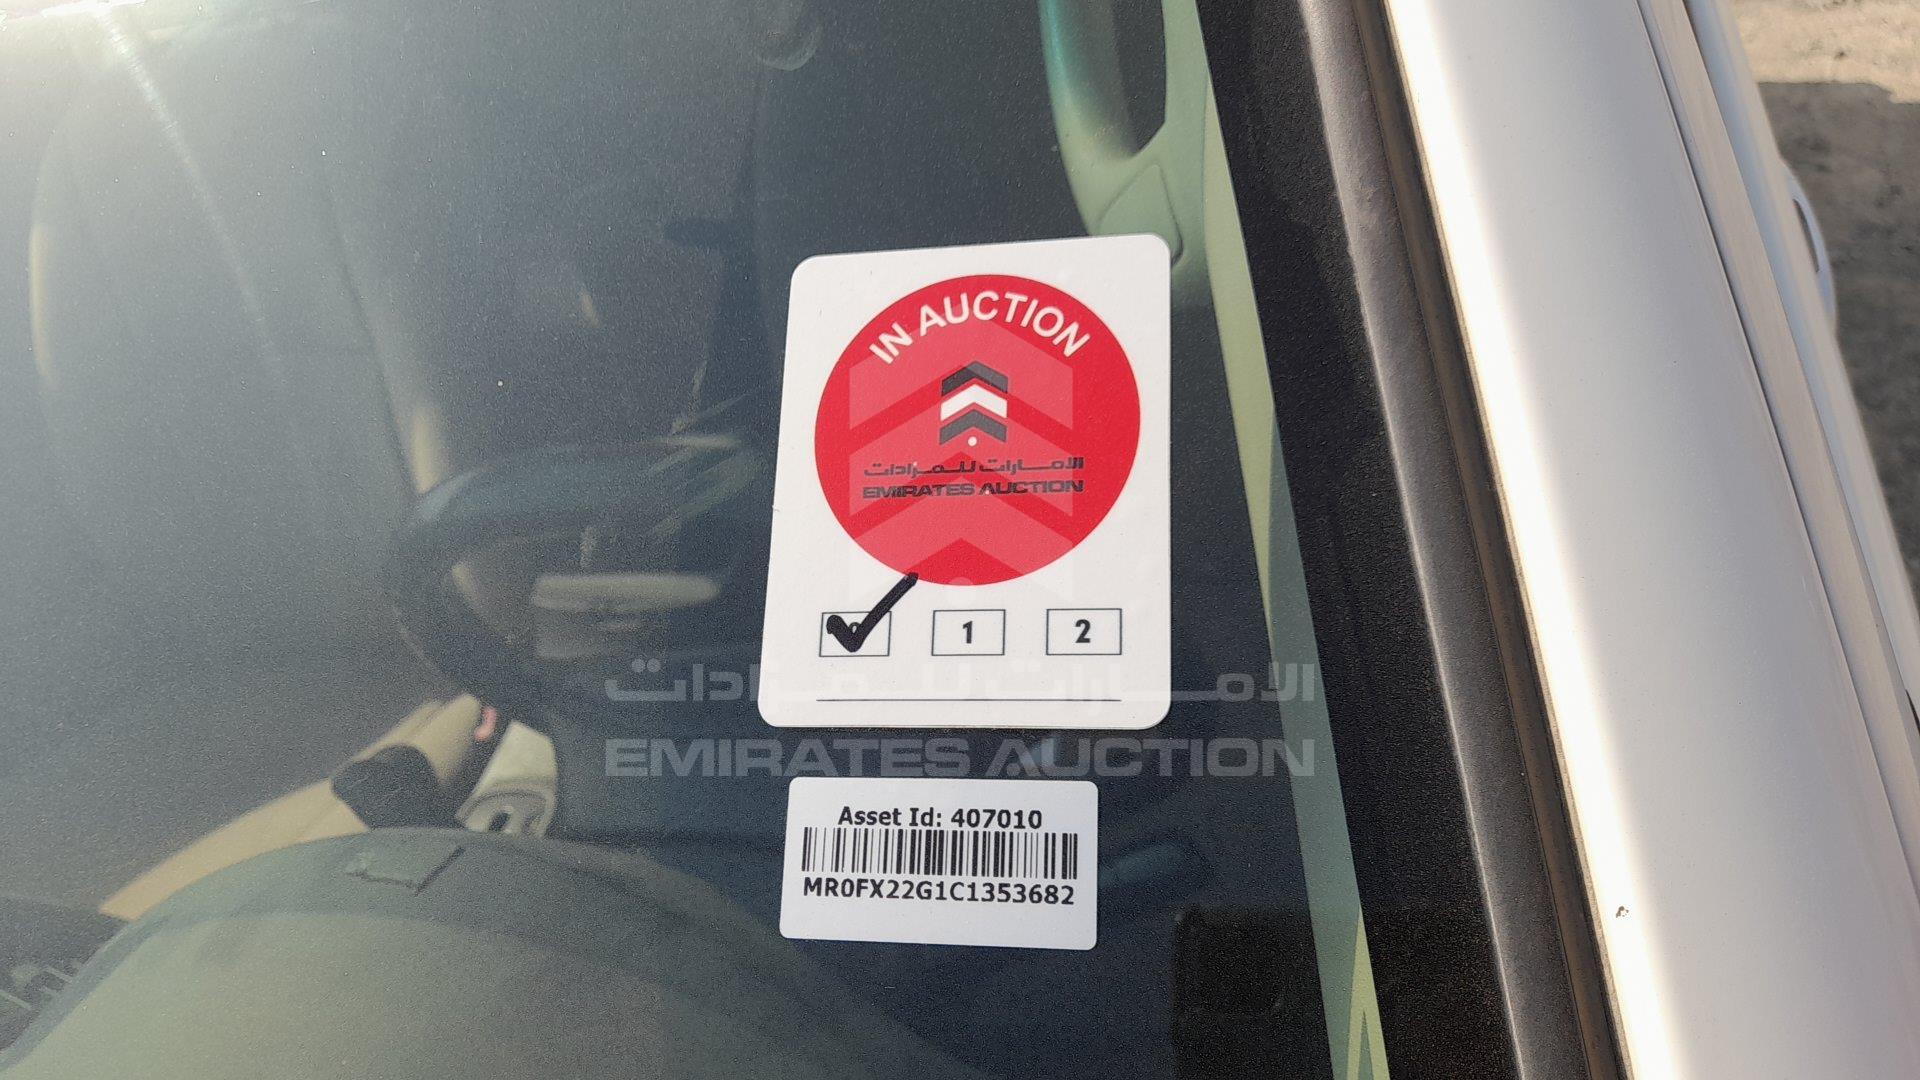 IN AUCTION
الامارات للمزادات
EMIRATES AUCTION
1 2
الامارات للمزادات
EMIRATES AUCTION
Asset Id: 407010
MR0FX22G1C1353682